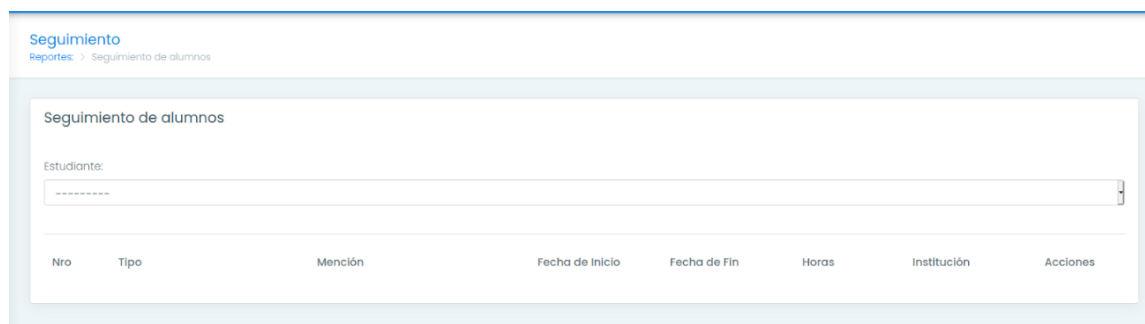 Seguimiento
Reportes: > Seguimiento de alumnos
Seguimiento de alumnos
Estudiante:
---------
Nro Tipo Mención Fecha de Inicio Fecha de Fin Horas Institución Acciones